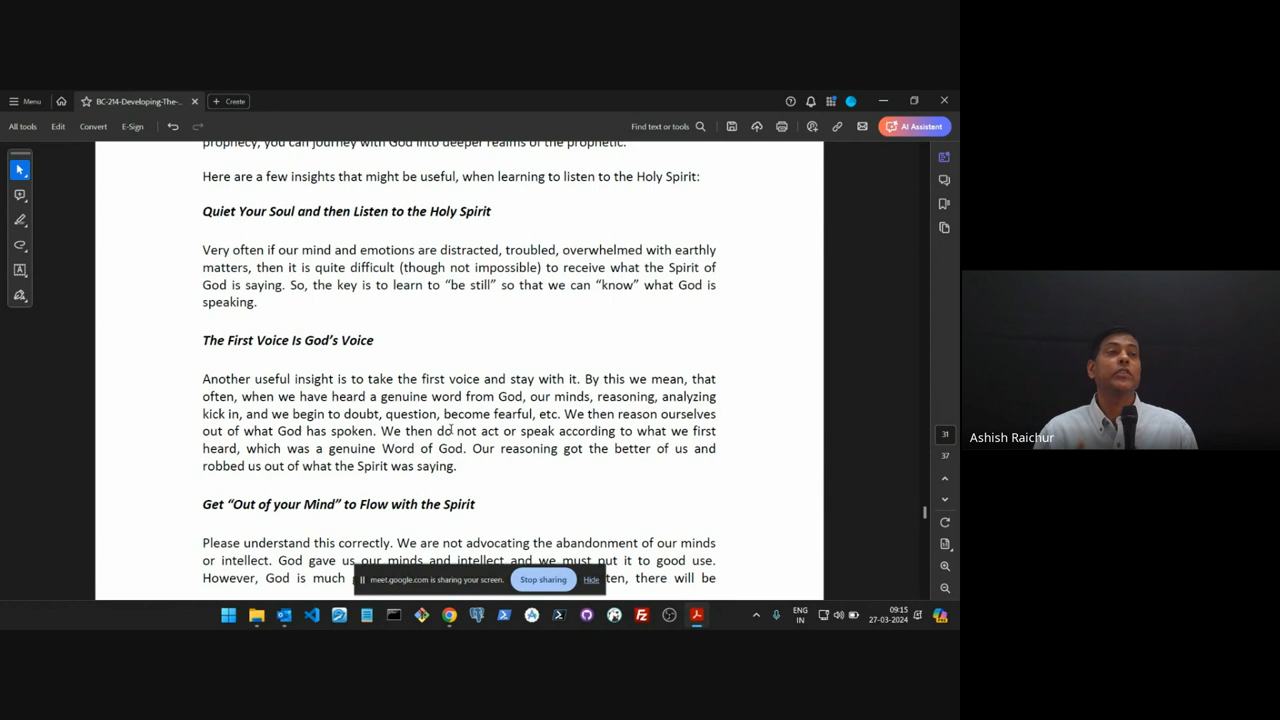 Menu
BC-214-Developing-The-...
Create
All tools
Edit
Convert
E-Sign
Find text or tools
AI Assistant
prophecy, you can journey with God into deeper realms of the prophetic.
Here are a few insights that might be useful, when learning to listen to the Holy Spirit:
Quiet Your Soul and then Listen to the Holy Spirit
Very often if our mind and emotions are distracted, troubled, overwhelmed with earthly
matters, then it is quite difficult (though not impossible) to receive what the Spirit of
God is saying. So, the key is to learn to “be still” so that we can “know” what God is
speaking.
The First Voice Is God’s Voice
Another useful insight is to take the first voice and stay with it. By this we mean, that
often, when we have heard a genuine word from God, our minds, reasoning, analyzing
kick in, and we begin to doubt, question, become fearful, etc. We then reason ourselves
out of what God has spoken. We then do not act or speak according to what we first
heard, which was a genuine Word of God. Our reasoning got the better of us and
robbed us out of what the Spirit was saying.
Get “Out of your Mind” to Flow with the Spirit
Please understand this correctly. We are not advocating the abandonment of our minds
or intellect. God gave us our minds and intellect and we must put it to good use.
However, God is much
ten, there will be
meet.google.com is sharing your screen.
Stop sharing
Hide
31
37
ENG
IN
09:15
27-03-2024
Ashish Raichur